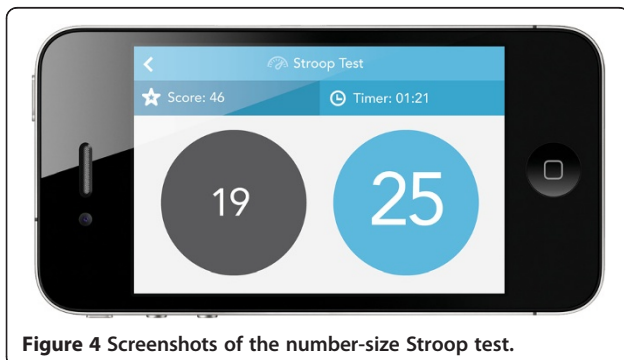 Stroop Test
Score: 46 Timer: 01:21
19 25
Figure 4 Screenshots of the number-size Stroop test.